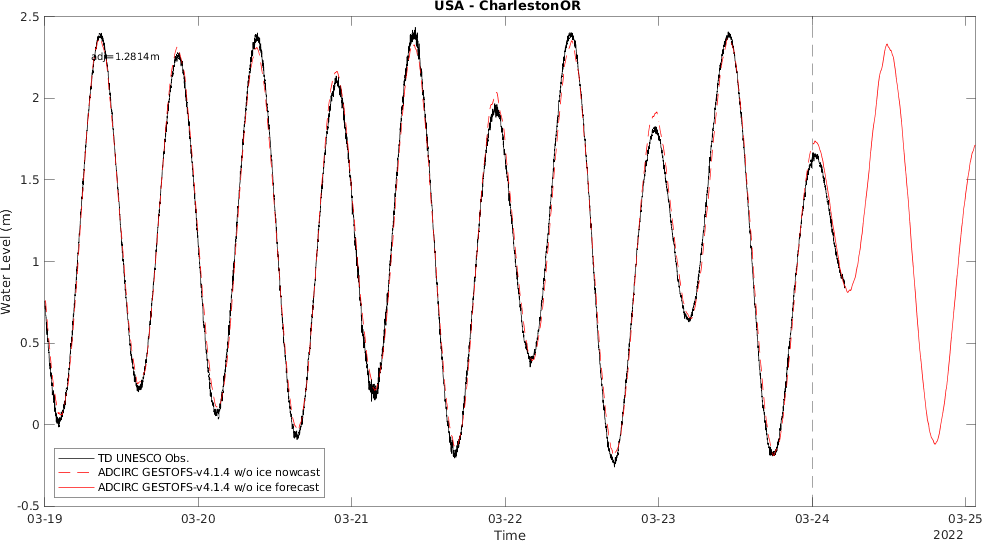 USA - CharlestonOR
2.5
adj=1.2814m
2
1.5
1
0.5
0
-0.5
Water Level (m)
TD UNESCO Obs.
ADCIRC GESTOFS-v4.1.4 w/o ice nowcast
ADCIRC GESTOFS-v4.1.4 w/o ice forecast
03-19 03-20 03-21 03-22 03-23 03-24 03-25
Time
2022